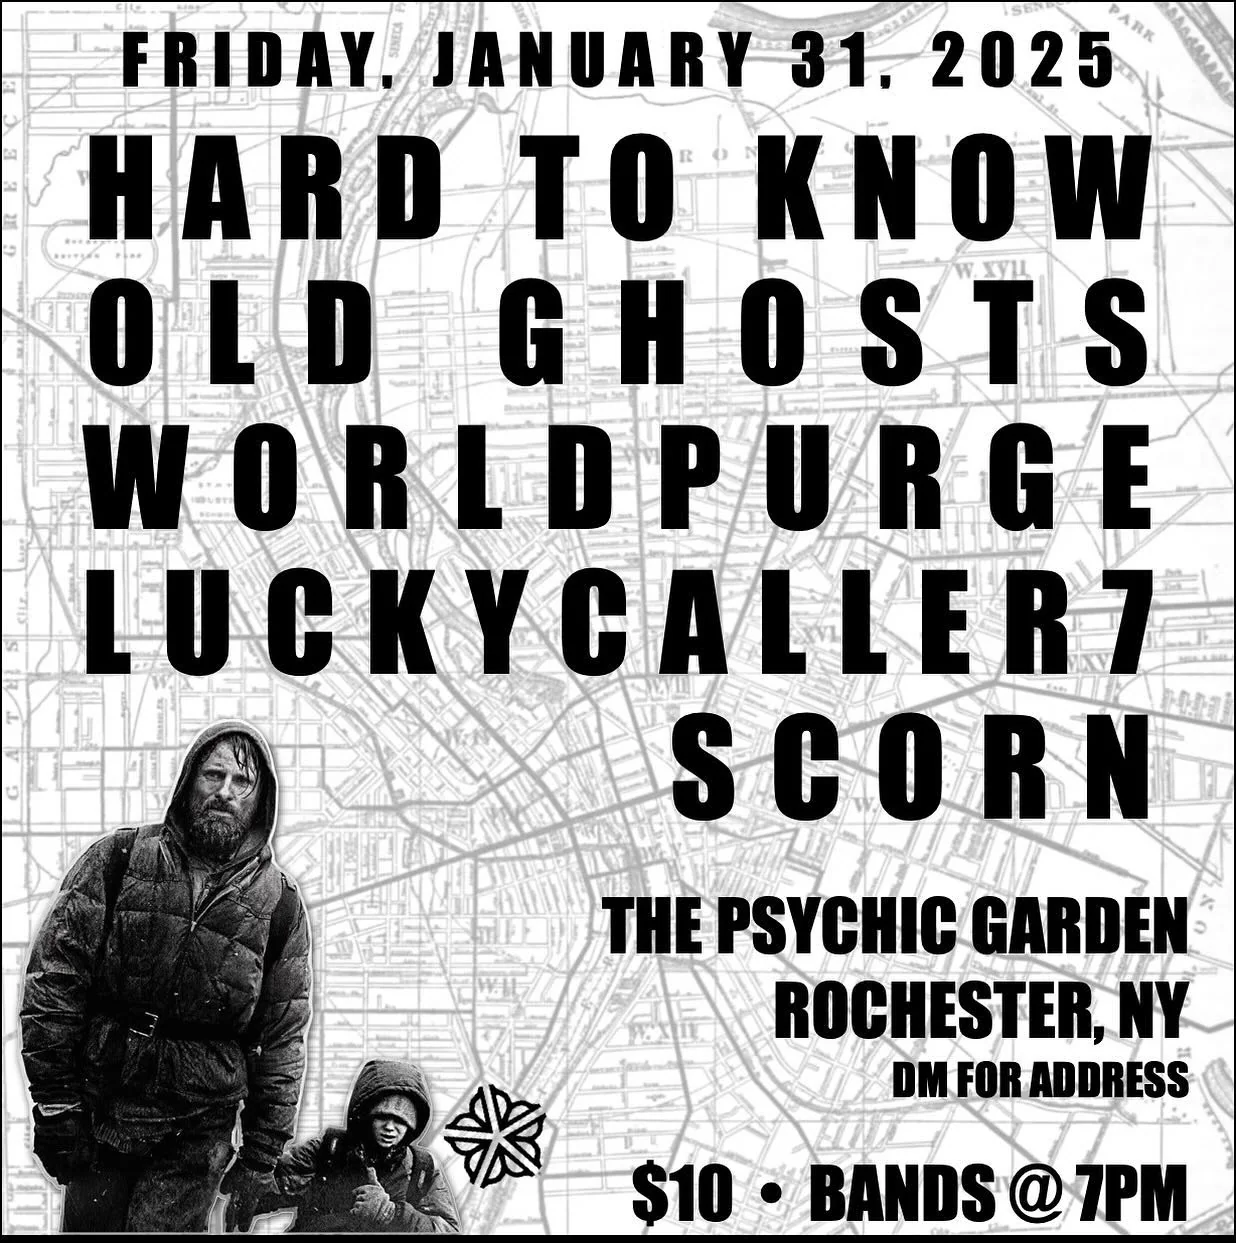 FRIDAY, JANUARY 31, 2025
HARD TO KNOW
OLD GHOSTS
WORLDPURGE
LUCKYCALLER7
SCORN
THE PSYCHIC GARDEN
ROCHESTER, NY
DM FOR ADDRESS
$10 • BANDS @ 7PM